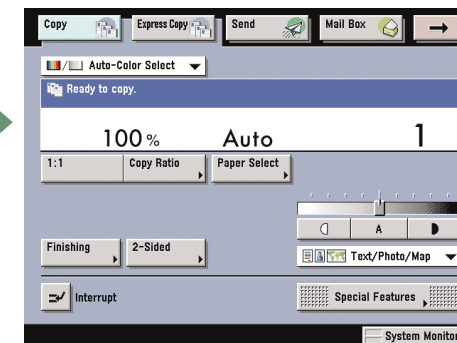 Copy
Express Copy
Send
Mail Box
Auto-Color Select
Ready to copy.
100 % Auto 1
1:1
Copy Ratio
Paper Select
A
Finishing
2-Sided
Text/Photo/Map
Interrupt
Special Features
System Monitor